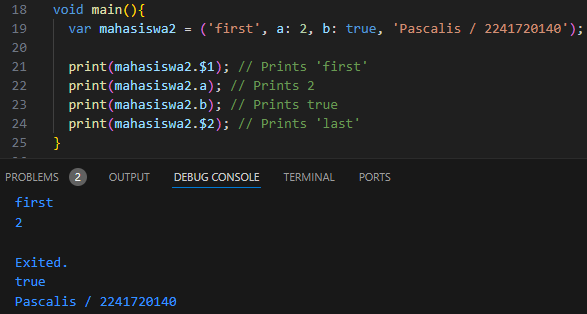 18 void main(){
19 var mahasiswa2 = ('first', a: 2, b: true, 'Pascalis / 2241720140');
20
21 print(mahasiswa2.$1); // Prints 'first'
22 print(mahasiswa2.a); // Prints 2
23 print(mahasiswa2.b); // Prints true
24 print(mahasiswa2.$2); // Prints 'last'
25 }
PROBLEMS 2 OUTPUT DEBUG CONSOLE TERMINAL PORTS
first
2
Exited.
true
Pascalis / 2241720140